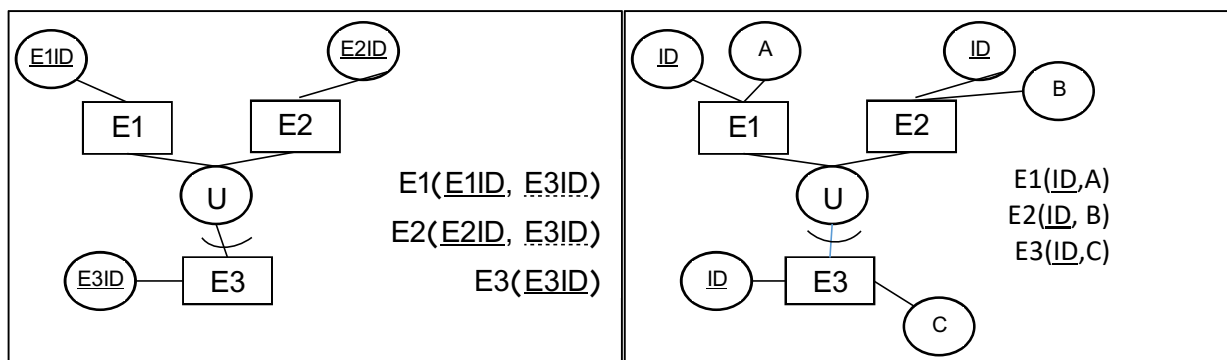 E1ID
E2ID
E1
E2
U
E1(E1ID, E3ID)
E2(E2ID, E3ID)
E3(E3ID)
E3ID
E3
ID
A
ID
B
E1
E2
U
E1(ID,A)
E2(ID, B)
E3(ID,C)
ID
E3
C